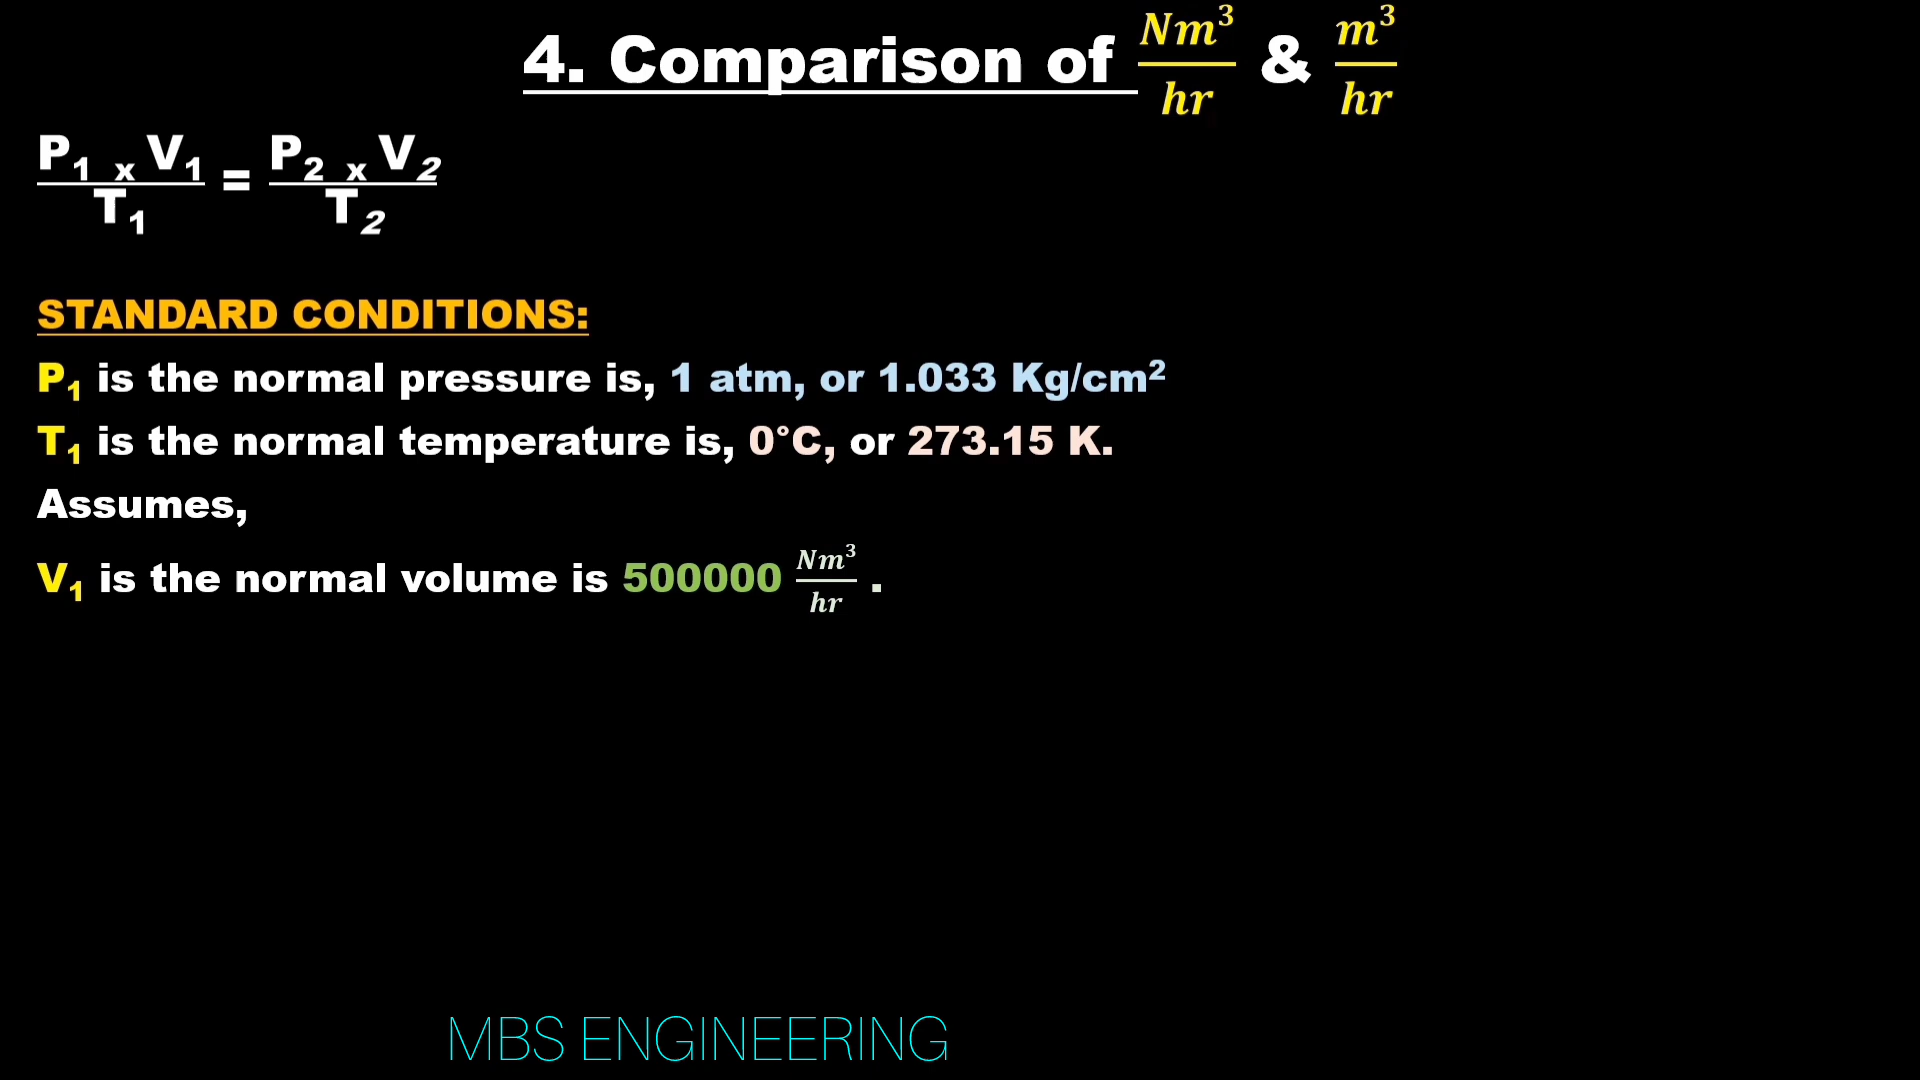 4. Comparison of Nm³/hr & m³/hr
P₁ x V₁ / T₁ = P₂ x V₂ / T₂
STANDARD CONDITIONS:
P₁ is the normal pressure is, 1 atm, or 1.033 Kg/cm²
T₁ is the normal temperature is, 0°C, or 273.15 K.
Assumes,
V₁ is the normal volume is 500000 Nm³/hr .
MBS ENGINEERING